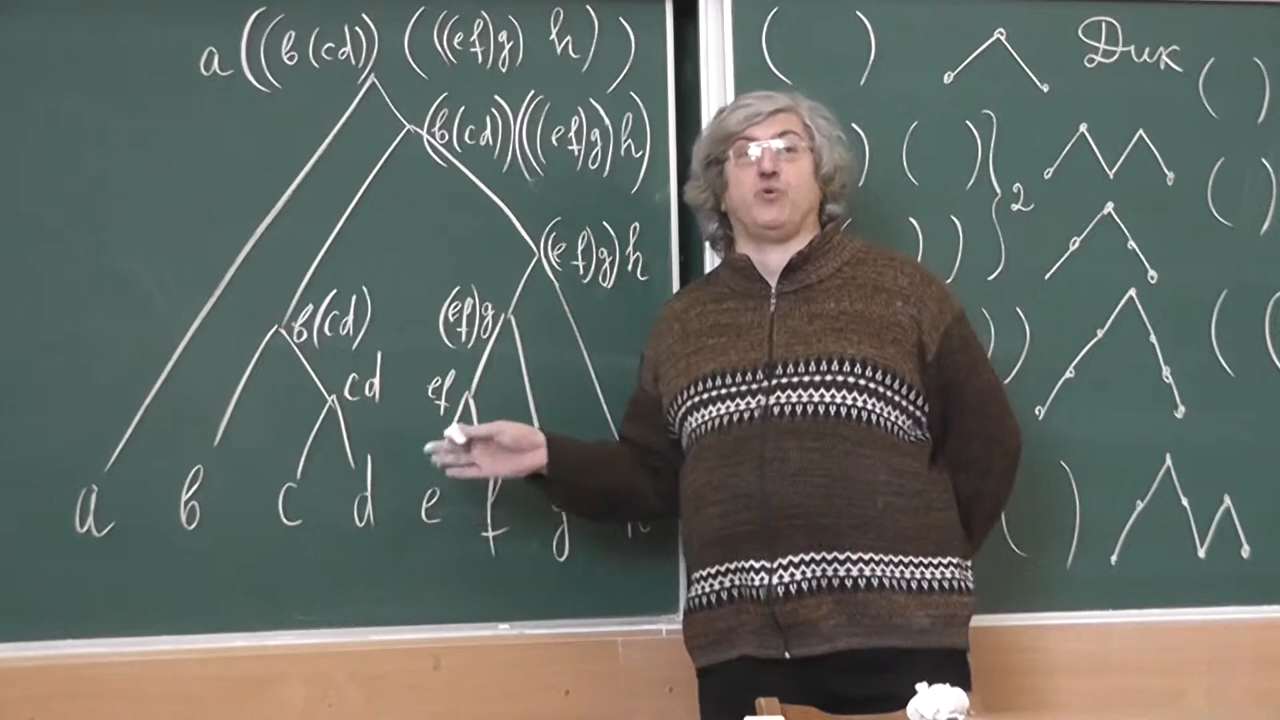 a((в(cd)) (((ef)g) h))
(в(cd))(((ef)g)h)
((ef)g)h
в(cd)
(ef)g
cd
ef
a в c d e f g
( ) Дик ( )
) ( ) } 2 ( )
) )
) ) (
( )